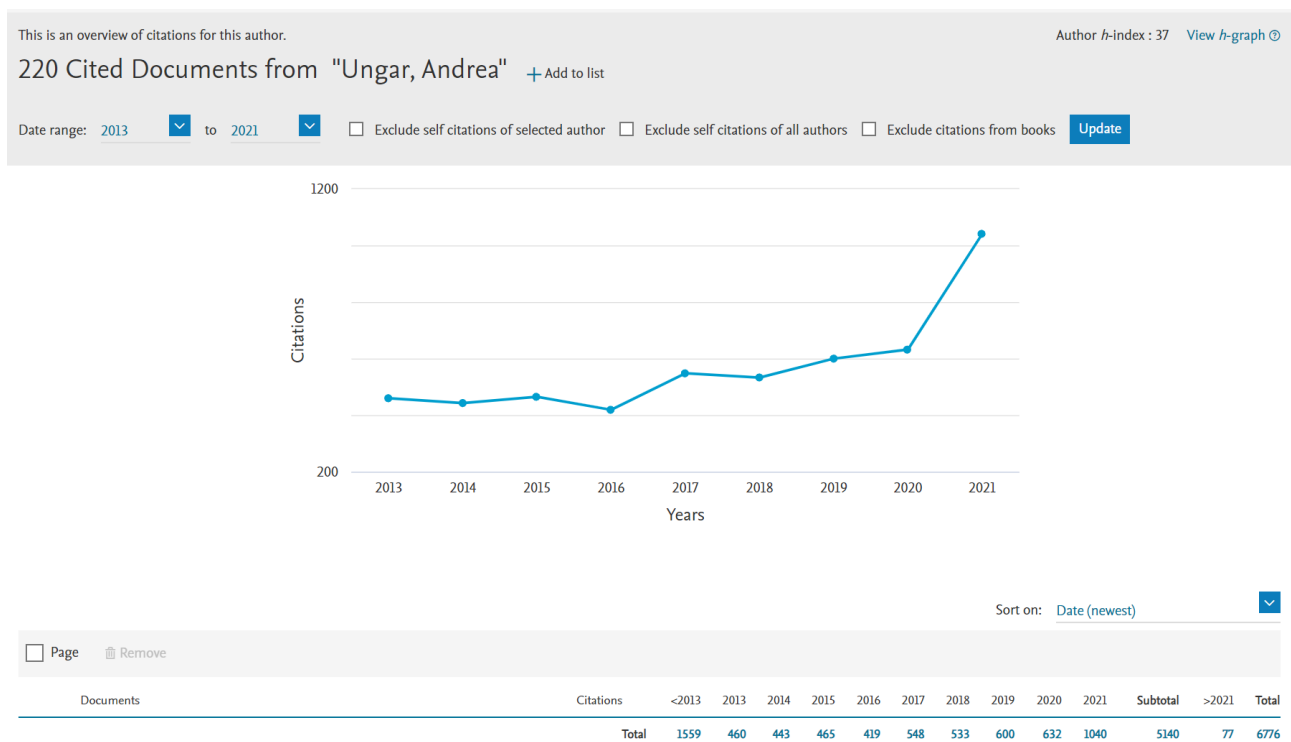 This is an overview of citations for this author.
Author h-index : 37 View h-graph
220 Cited Documents from "Ungar, Andrea" + Add to list
Date range: 2013 to 2021 Exclude self citations of selected author Exclude self citations of all authors Exclude citations from books Update
1200
Citations
200
2013 2014 2015 2016 2017 2018 2019 2020 2021
Years
Sort on: Date (newest)
Page Remove
Documents Citations <2013 2013 2014 2015 2016 2017 2018 2019 2020 2021 Subtotal >2021 Total
Total 1559 460 443 465 419 548 533 600 632 1040 5140 77 6776